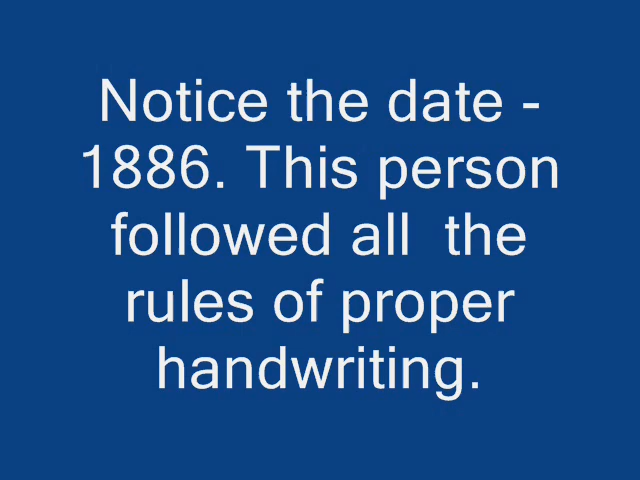 Notice the date -
1886. This person
followed all  the
rules of proper
handwriting.